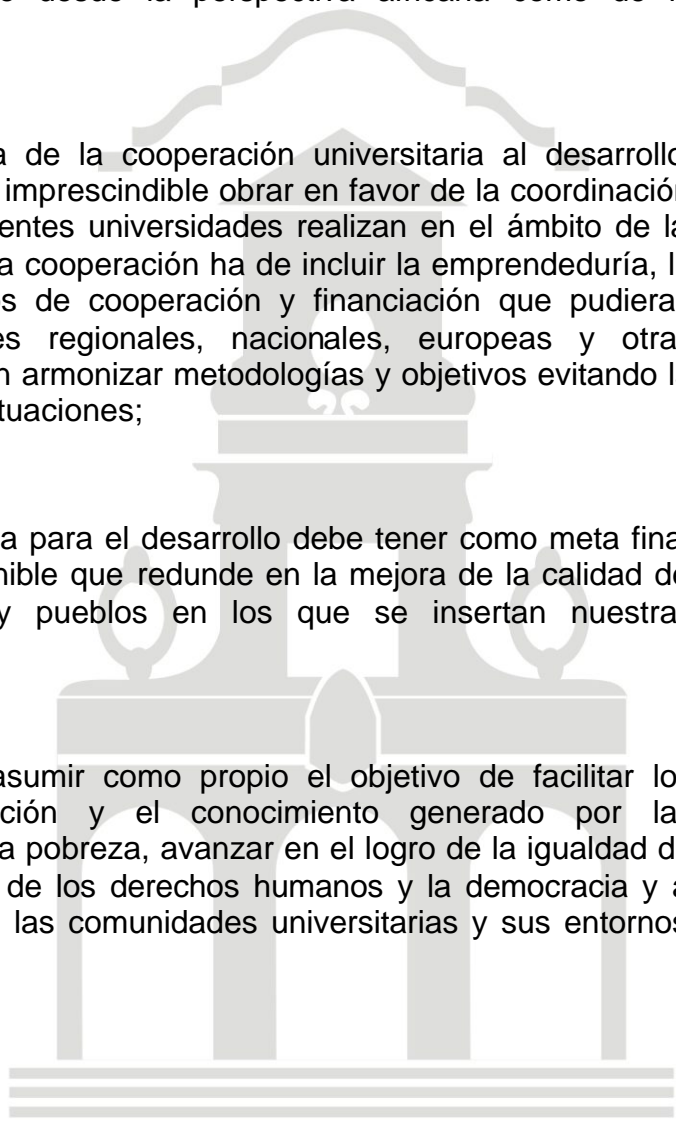 desde la perspectiva africana como de
a de la cooperación universitaria al desarrollo
imprescindible obrar en favor de la coordinación
entes universidades realizan en el ámbito de la
a cooperación ha de incluir la emprendeduría, l
os de cooperación y financiación que pudiera
es regionales, nacionales, europeas y otra
n armonizar metodologías y objetivos evitando l
tuaciones;
a para el desarrollo debe tener como meta fina
nible que redunde en la mejora de la calidad de
y pueblos en los que se insertan nuestra
asumir como propio el objetivo de facilitar lo
ción y el conocimiento generado por la
a pobreza, avanzar en el logro de la igualdad d
de los derechos humanos y la democracia y a
las comunidades universitarias y sus entornos